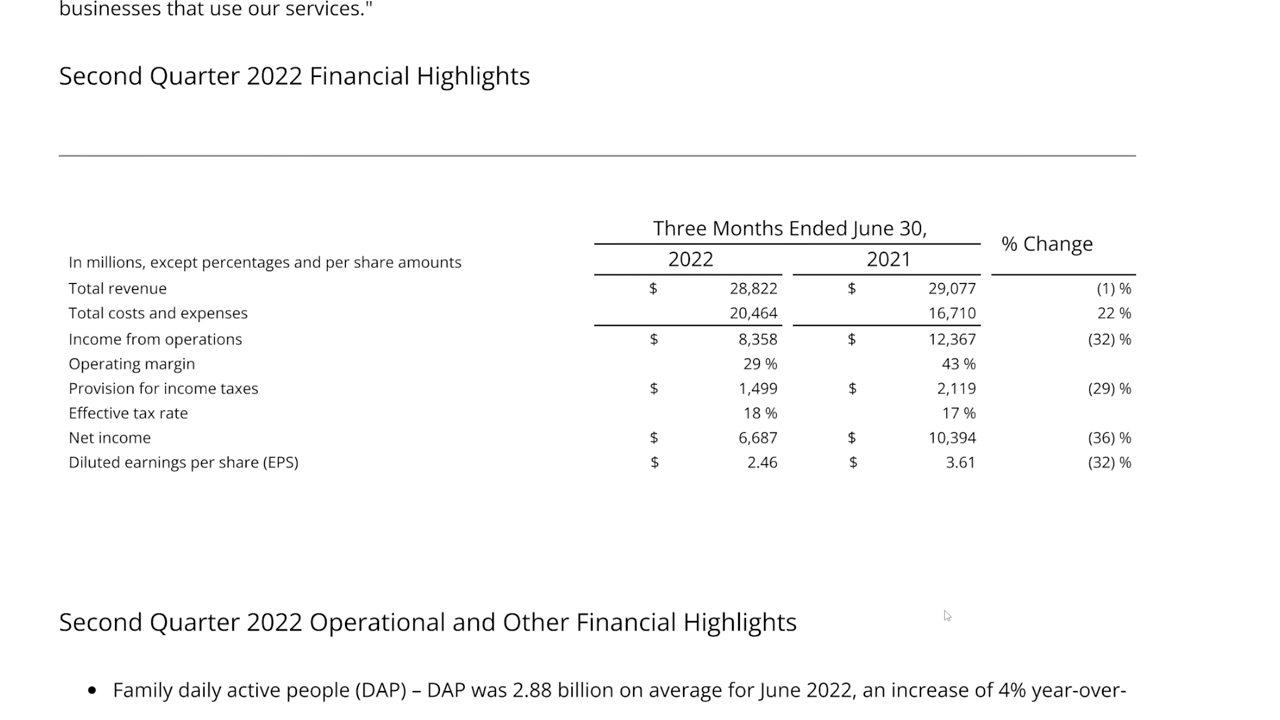 businesses that use our services."
Second Quarter 2022 Financial Highlights
Three Months Ended June 30,
% Change
In millions, except percentages and per share amounts 2022 2021
Total revenue $ 28,822 $ 29,077 (1) %
Total costs and expenses 20,464 16,710 22 %
Income from operations $ 8,358 $ 12,367 (32) %
Operating margin 29 % 43 %
Provision for income taxes $ 1,499 $ 2,119 (29) %
Effective tax rate 18 % 17 %
Net income $ 6,687 $ 10,394 (36) %
Diluted earnings per share (EPS) $ 2.46 $ 3.61 (32) %
Second Quarter 2022 Operational and Other Financial Highlights
• Family daily active people (DAP) – DAP was 2.88 billion on average for June 2022, an increase of 4% year-over-